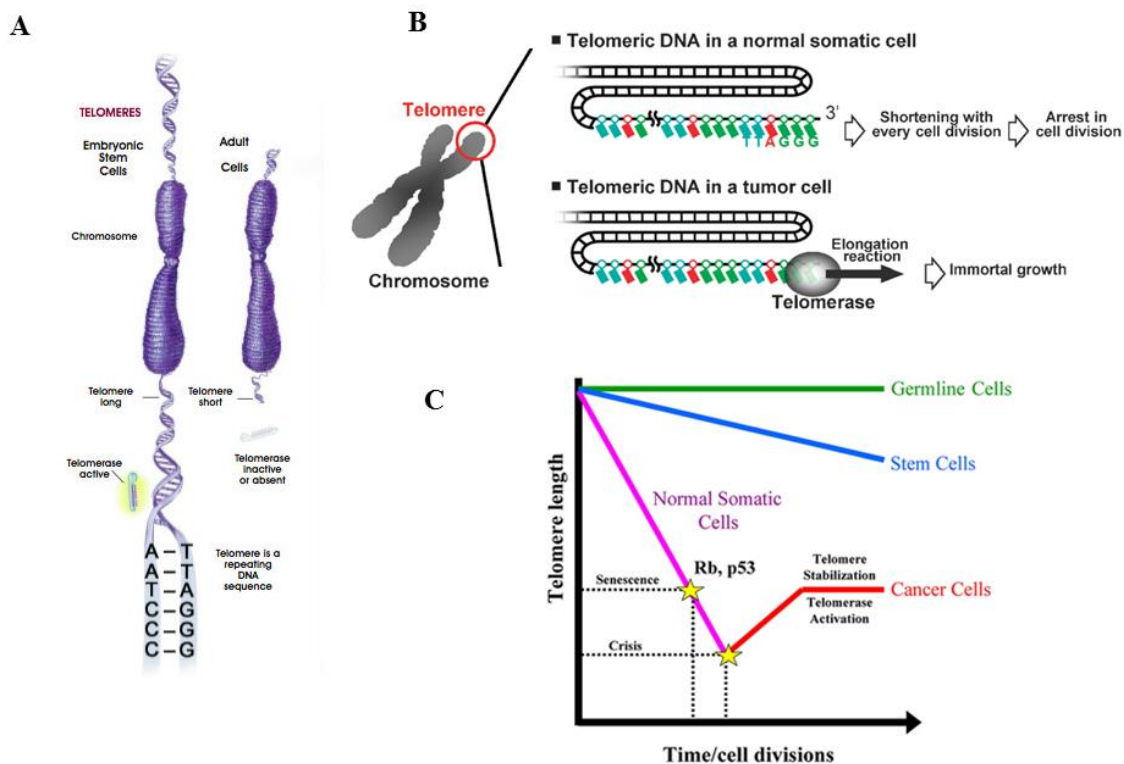 A
TELOMERES
Embryonic
Stem
Cells
Adult
Cells
Chromosome
Telomere
long
Telomere
short
Telomerase
active
Telomerase
inactive
or absent
A – T
A – T
T – A
C – G
C – G
C – G
Telomere is a
repeating DNA
sequence
B
Telomere
Chromosome
■ Telomeric DNA in a normal somatic cell
3'
T T A G G G
Shortening with
every cell division
Arrest in
cell division
■ Telomeric DNA in a tumor cell
Elongation
reaction
Telomerase
Immortal growth
C
Telomere length
Germline Cells
Stem Cells
Normal Somatic
Cells
Rb, p53
Senescence
Crisis
Telomere
Stabilization
Telomerase
Activation
Cancer Cells
Time/cell divisions